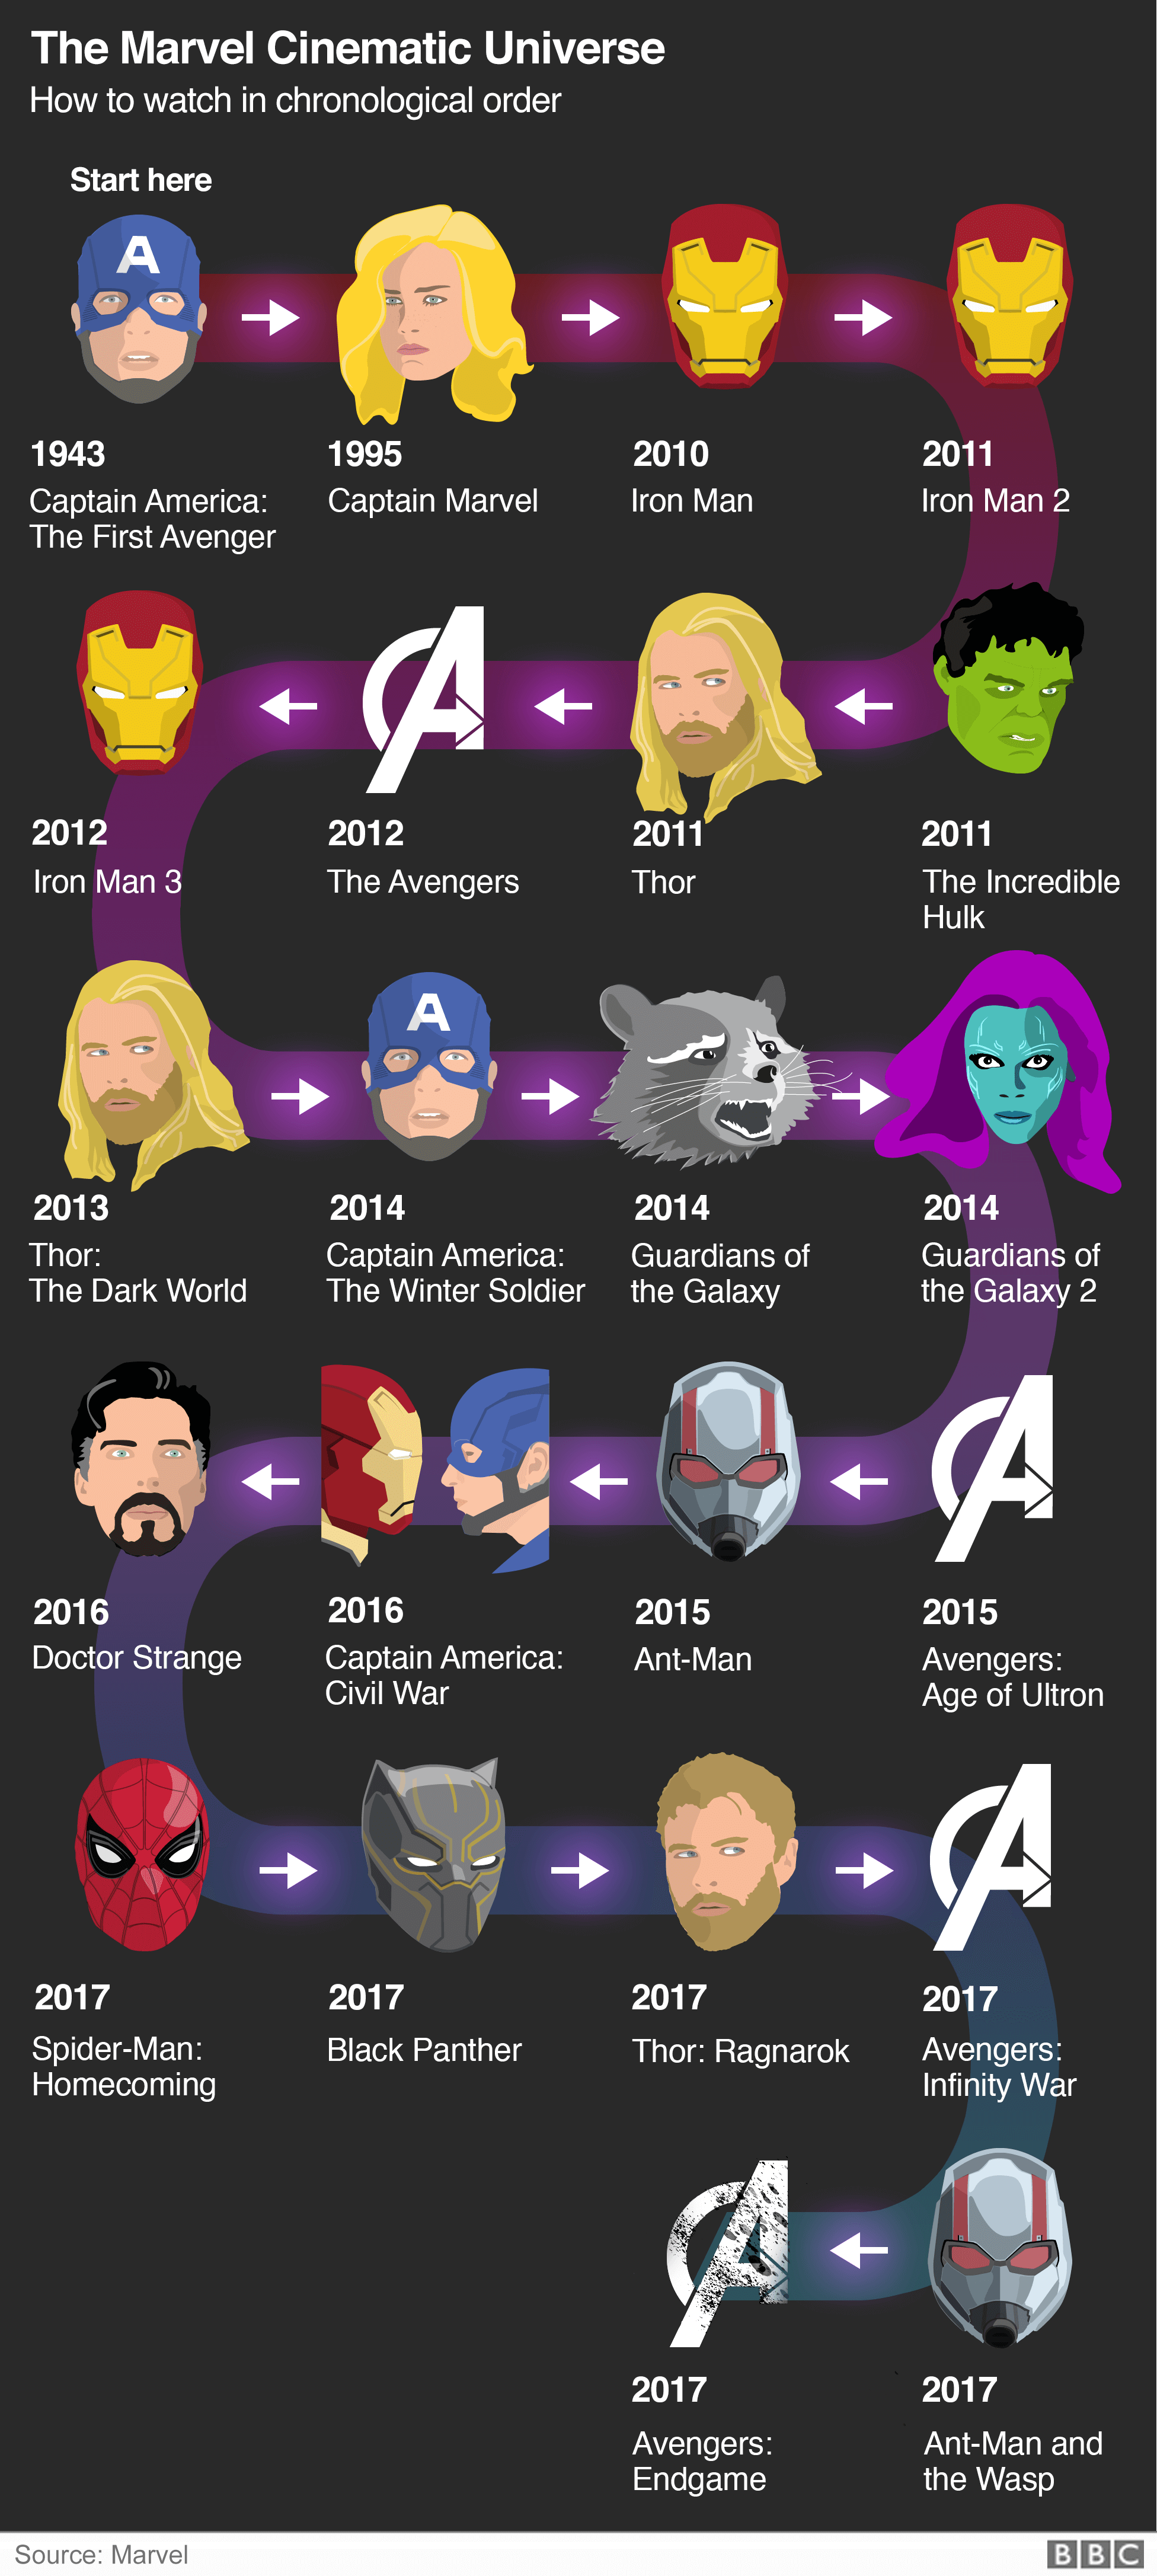 The Marvel Cinematic Universe
How to watch in chronological order
Start here
A
1943
Captain America:
The First Avenger
1995
Captain Marvel
2010
Iron Man
2011
Iron Man 2
2012
Iron Man 3
2012
The Avengers
2011
Thor
2011
The Incredible
Hulk
A
2013
Thor:
The Dark World
2014
Captain America:
The Winter Soldier
2014
Guardians of
the Galaxy
2014
Guardians of
the Galaxy 2
2016
Doctor Strange
2016
Captain America:
Civil War
2015
Ant-Man
2015
Avengers:
Age of Ultron
2017
Spider-Man:
Homecoming
2017
Black Panther
2017
Thor: Ragnarok
2017
Avengers:
Infinity War
2017
Avengers:
Endgame
2017
Ant-Man and
the Wasp
Source: Marvel
BBC